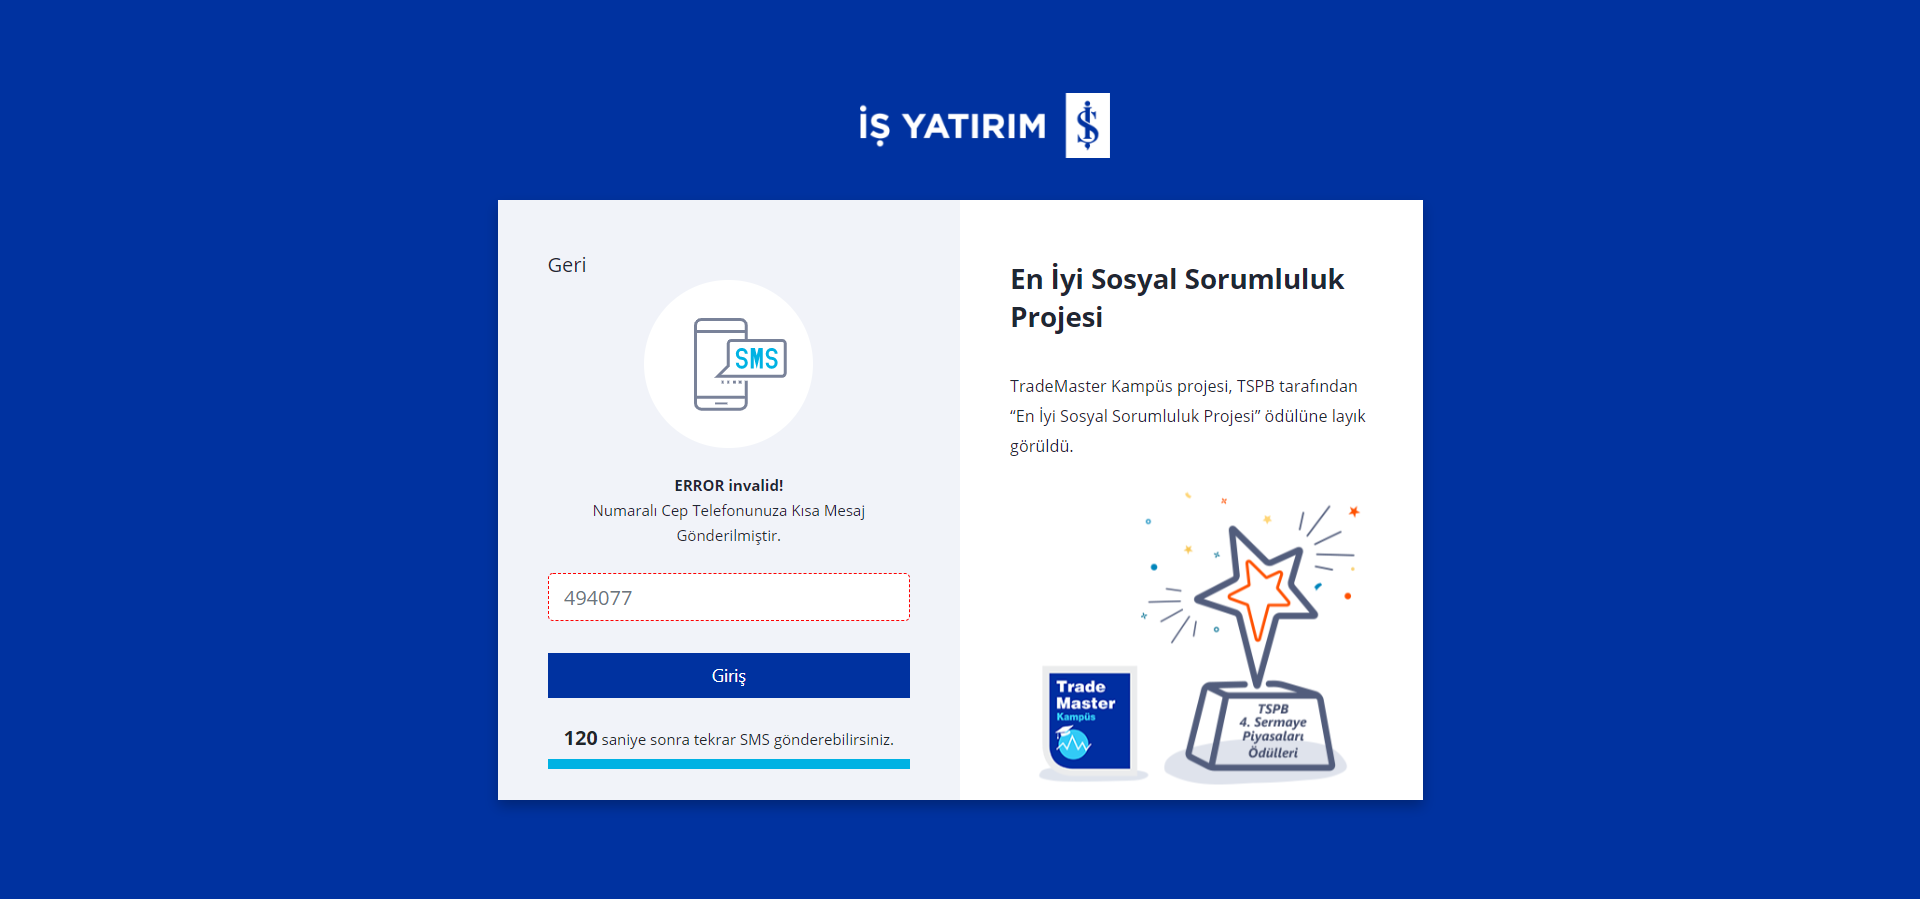 İŞ YATIRIM
Geri
SMS
ERROR invalid!
Numaralı Cep Telefonunuza Kısa Mesaj
Gönderilmiştir.
494077
Giriş
120 saniye sonra tekrar SMS gönderebilirsiniz.
En İyi Sosyal Sorumluluk
Projesi
TradeMaster Kampüs projesi, TSPB tarafından
“En İyi Sosyal Sorumluluk Projesi” ödülüne layık
görüldü.
Trade
Master
Kampüs
TSPB
4. Sermaye
Piyasaları
Ödülleri